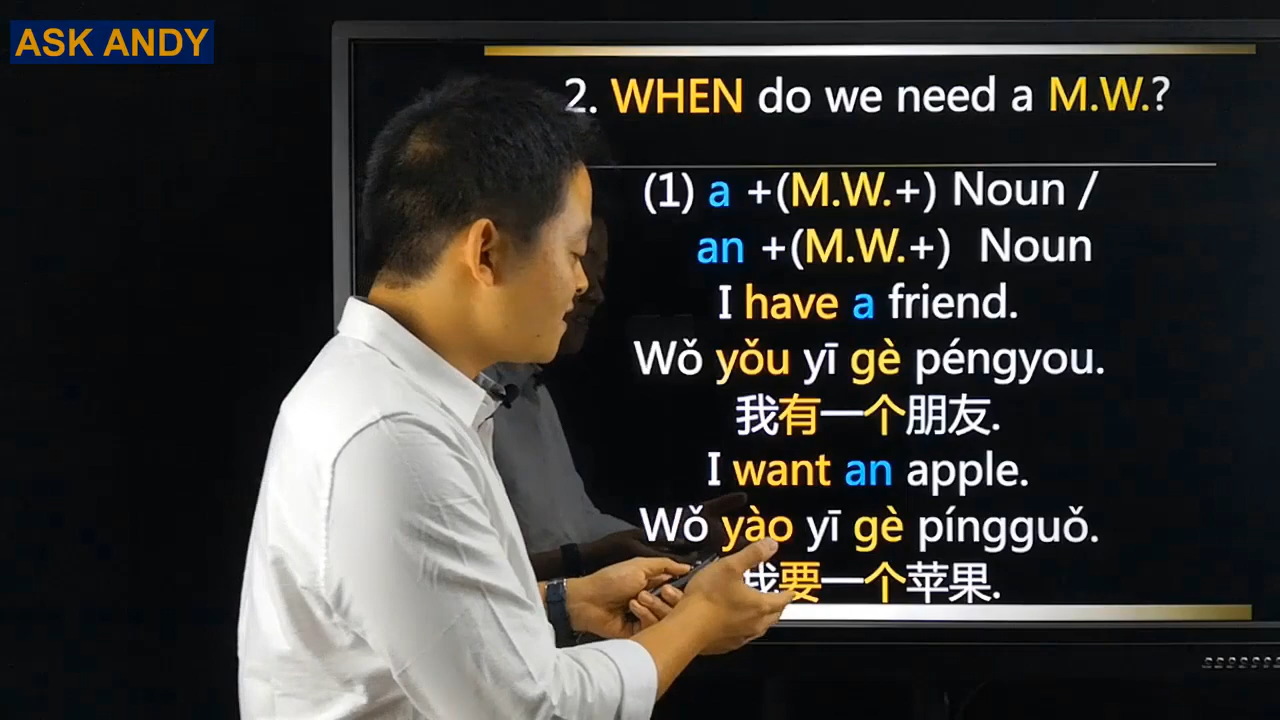 ASK ANDY
2. WHEN do we need a M.W.?
(1) a +(M.W.+) Noun /
an +(M.W.+) Noun
I have a friend.
Wǒ yǒu yī gè péngyou.
我有一个朋友.
I want an apple.
Wǒ yào yī gè píngguǒ.
我要一个苹果.